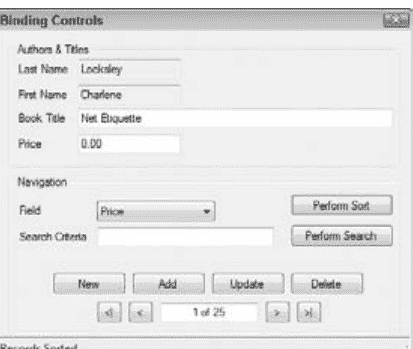 Binding Controls
Authors & Titles
Last Name Locksley
First Name Charlene
Book Title Net Etiquette
Price 0.00
Navigation
Field Price Perform Sort
Search Criteria Perform Search
New Add Update Delete
<| < 1 of 25 > >|
Records Sorted